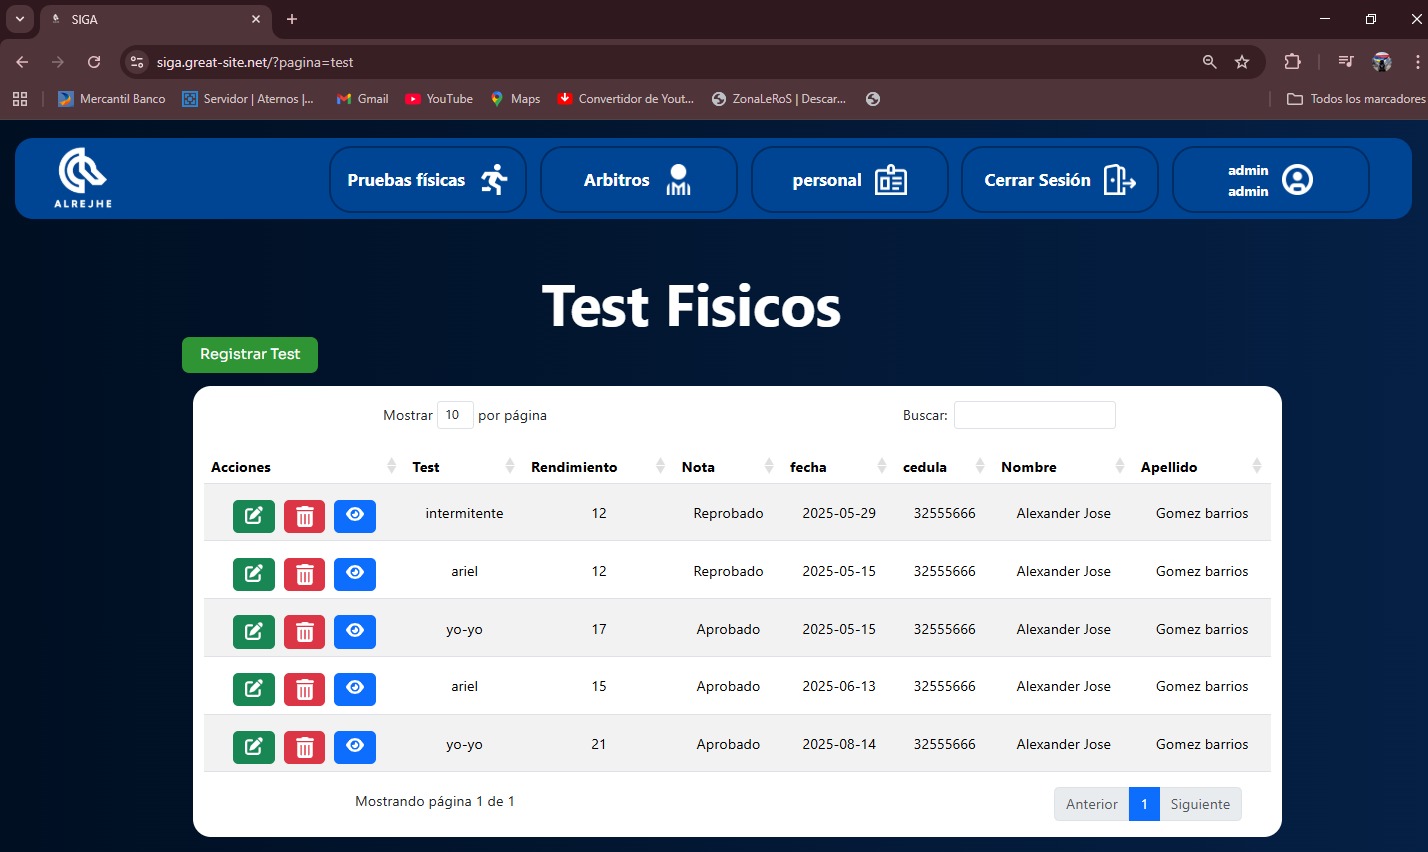 SIGA
siga.great-site.net/?pagina=test
Mercantil Banco
Servidor | Aternos |...
Gmail
YouTube
Maps
Convertidor de Yout...
ZonaLeRoS | Descar...
Todos los marcadores
ALREJHE
Pruebas físicas
Arbitros
personal
Cerrar Sesión
admin
admin
Test Fisicos
Registrar Test
Mostrar 10 por página
Buscar:
Acciones Test Rendimiento Nota fecha cedula Nombre Apellido
intermitente 12 Reprobado 2025-05-29 32555666 Alexander Jose Gomez barrios
ariel 12 Reprobado 2025-05-15 32555666 Alexander Jose Gomez barrios
yo-yo 17 Aprobado 2025-05-15 32555666 Alexander Jose Gomez barrios
ariel 15 Aprobado 2025-06-13 32555666 Alexander Jose Gomez barrios
yo-yo 21 Aprobado 2025-08-14 32555666 Alexander Jose Gomez barrios
Mostrando página 1 de 1
Anterior 1 Siguiente